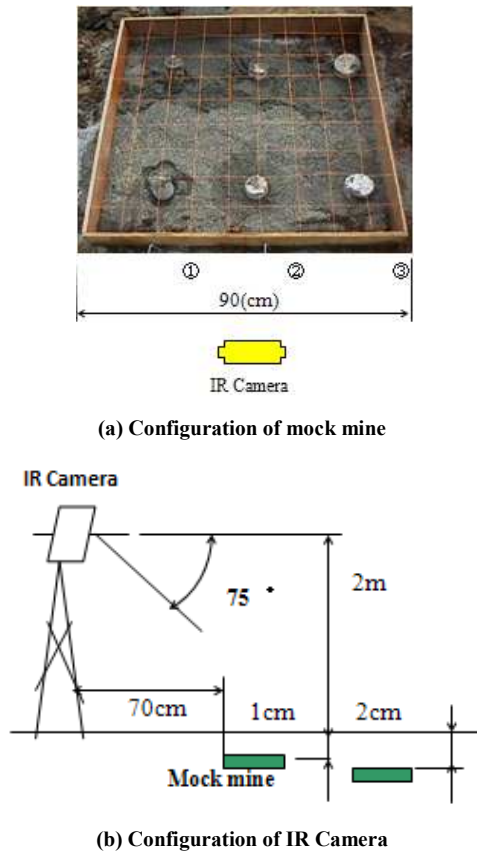 ① ② ③
90(cm)
IR Camera
(a) Configuration of mock mine
IR Camera
75 °
2m
70cm 1cm 2cm
Mock mine
(b) Configuration of IR Camera